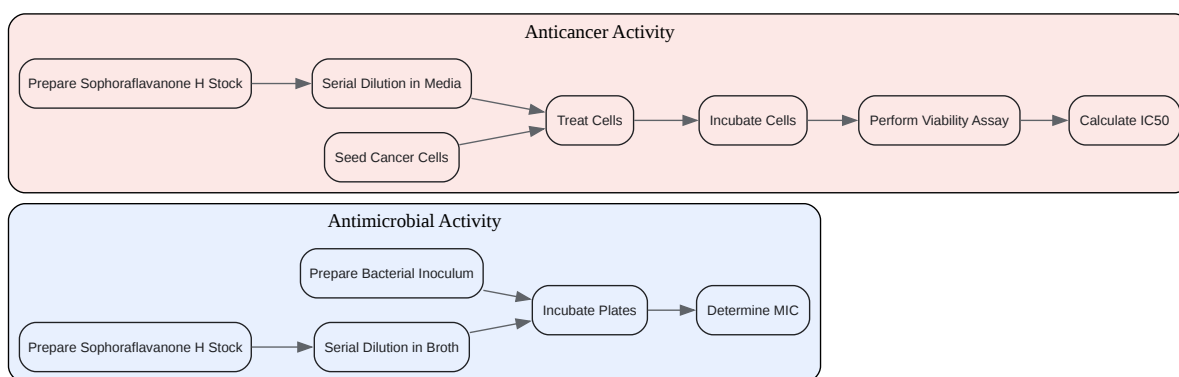 Anticancer Activity
Prepare Sophoraflavanone H Stock
Serial Dilution in Media
Seed Cancer Cells
Treat Cells
Incubate Cells
Perform Viability Assay
Calculate IC50
Antimicrobial Activity
Prepare Bacterial Inoculum
Prepare Sophoraflavanone H Stock
Serial Dilution in Broth
Incubate Plates
Determine MIC